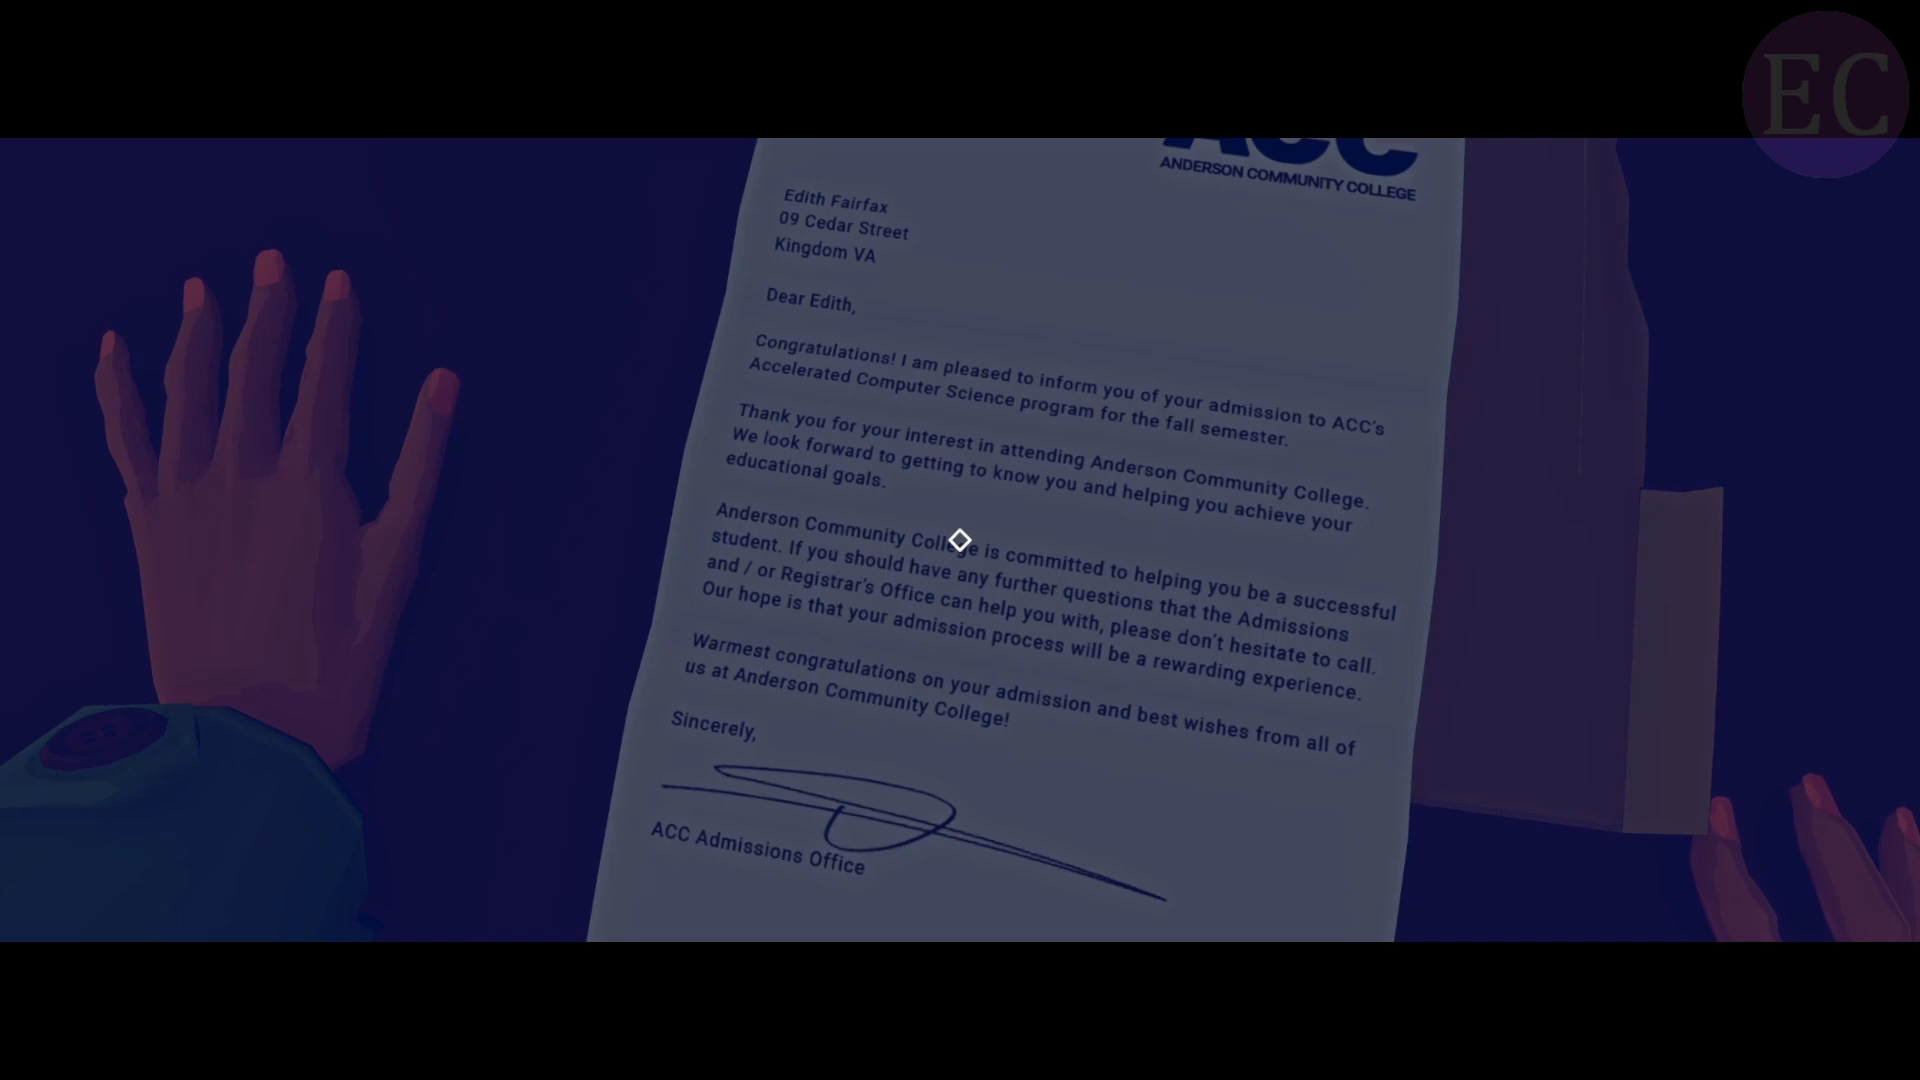 EC
ACC
ANDERSON COMMUNITY COLLEGE
Edith Fairfax
09 Cedar Street
Kingdom VA
Dear Edith,
Congratulations! I am pleased to inform you of your admission to ACC's
Accelerated Computer Science program for the fall semester.
Thank you for your interest in attending Anderson Community College.
We look forward to getting to know you and helping you achieve your
educational goals.
Anderson Community College is committed to helping you be a successful
student. If you should have any further questions that the Admissions
and / or Registrar's Office can help you with, please don't hesitate to call.
Our hope is that your admission process will be a rewarding experience.
Warmest congratulations on your admission and best wishes from all of
us at Anderson Community College!
Sincerely,
ACC Admissions Office